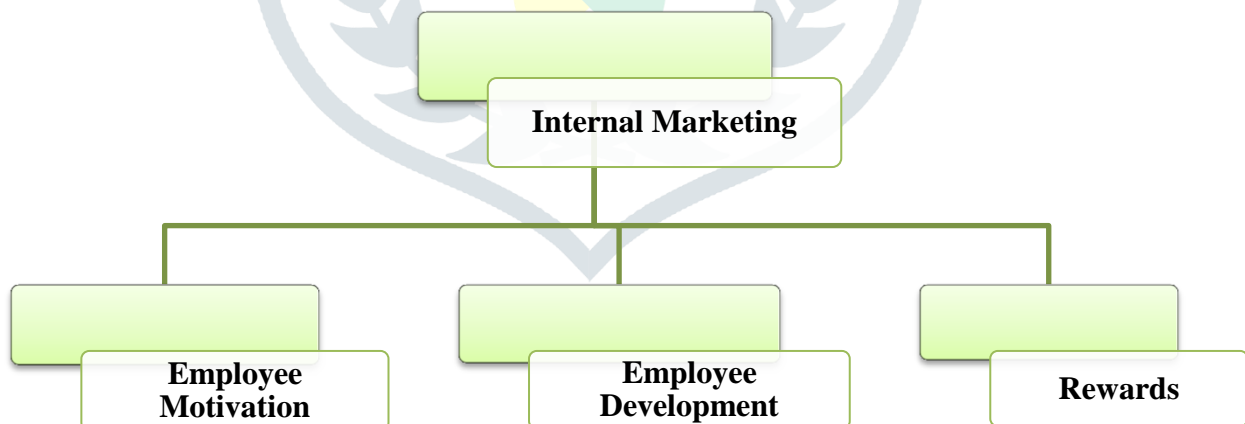 Internal Marketing
Employee
Motivation
Employee
Development
Rewards